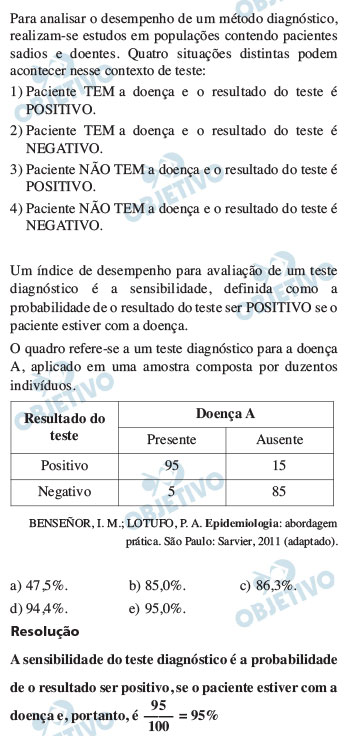 Para analisar o desempenho de um método diagnóstico,
realizam-se estudos em populações contendo pacientes
sadios e doentes. Quatro situações distintas podem
acontecer nesse contexto de teste:
1) Paciente TEM a doença e o resultado do teste é
POSITIVO.
2) Paciente TEM a doença e o resultado do teste é
NEGATIVO.
3) Paciente NÃO TEM a doença e o resultado do teste é
POSITIVO.
4) Paciente NÃO TEM a doença e o resultado do teste é
NEGATIVO.
Um índice de desempenho para avaliação de um teste
diagnóstico é a sensibilidade, definida como a
probabilidade de o resultado do teste ser POSITIVO se o
paciente estiver com a doença.
O quadro refere-se a um teste diagnóstico para a doença
A, aplicado em uma amostra composta por duzentos
indivíduos.
Resultado do teste Doença A
Presente Ausente
Positivo 95 15
Negativo 5 85
BENSEÑOR, I. M.; LOTUFO, P. A. Epidemiologia: abordagem
prática. São Paulo: Sarvier, 2011 (adaptado).
a) 47,5%. b) 85,0%. c) 86,3%.
d) 94,4%. e) 95,0%.
Resolução
A sensibilidade do teste diagnóstico é a probabilidade
de o resultado ser positivo, se o paciente estiver com a
doença e, portanto, é 95/100 = 95%
OBJETIVO
OBJETIVO
OBJETIVO
OBJETIVO
OBJETIVO
OBJETIVO
OBJETIVO